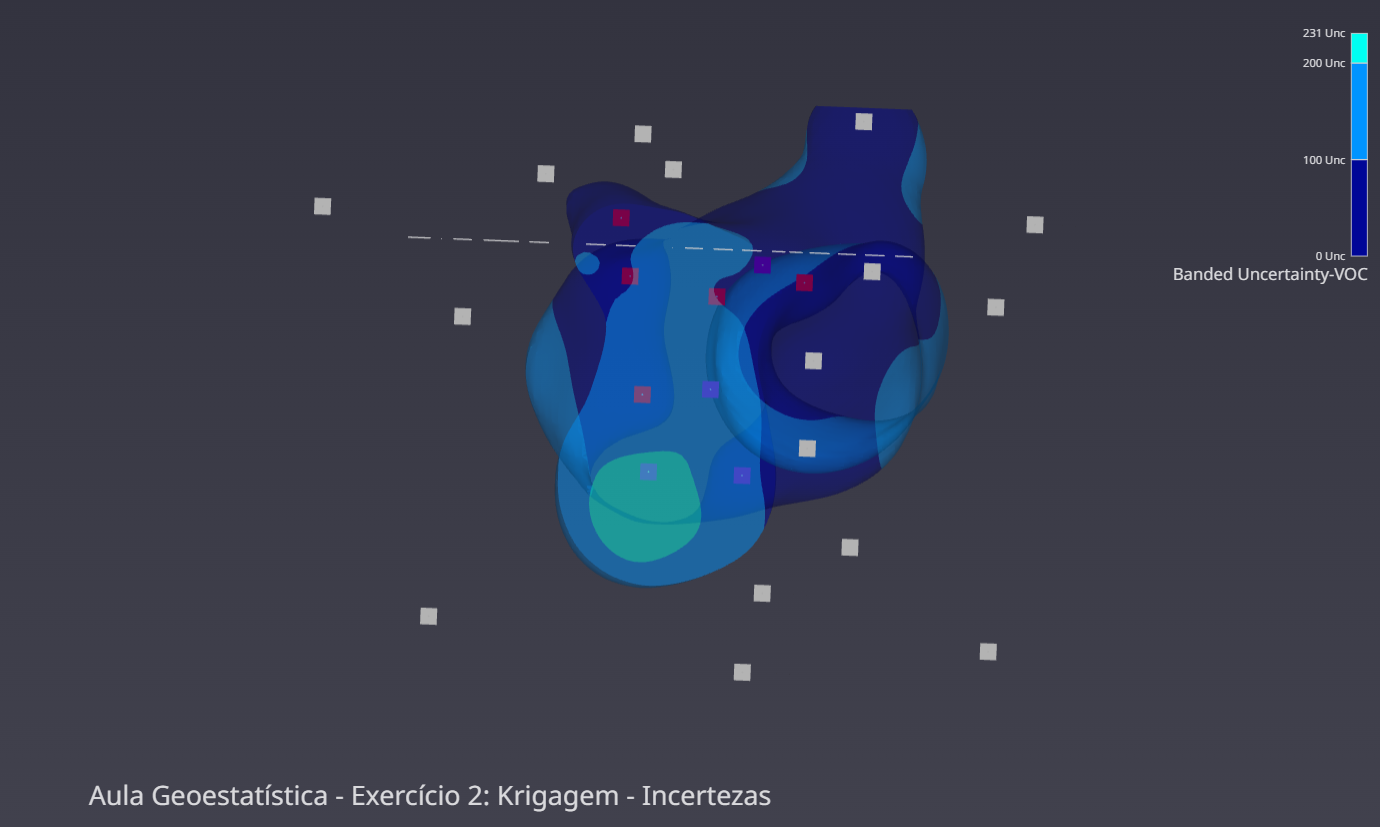 231 Unc
200 Unc
100 Unc
0 Unc
Banded Uncertainty-VOC
Aula Geoestatística - Exercício 2: Krigagem - Incertezas